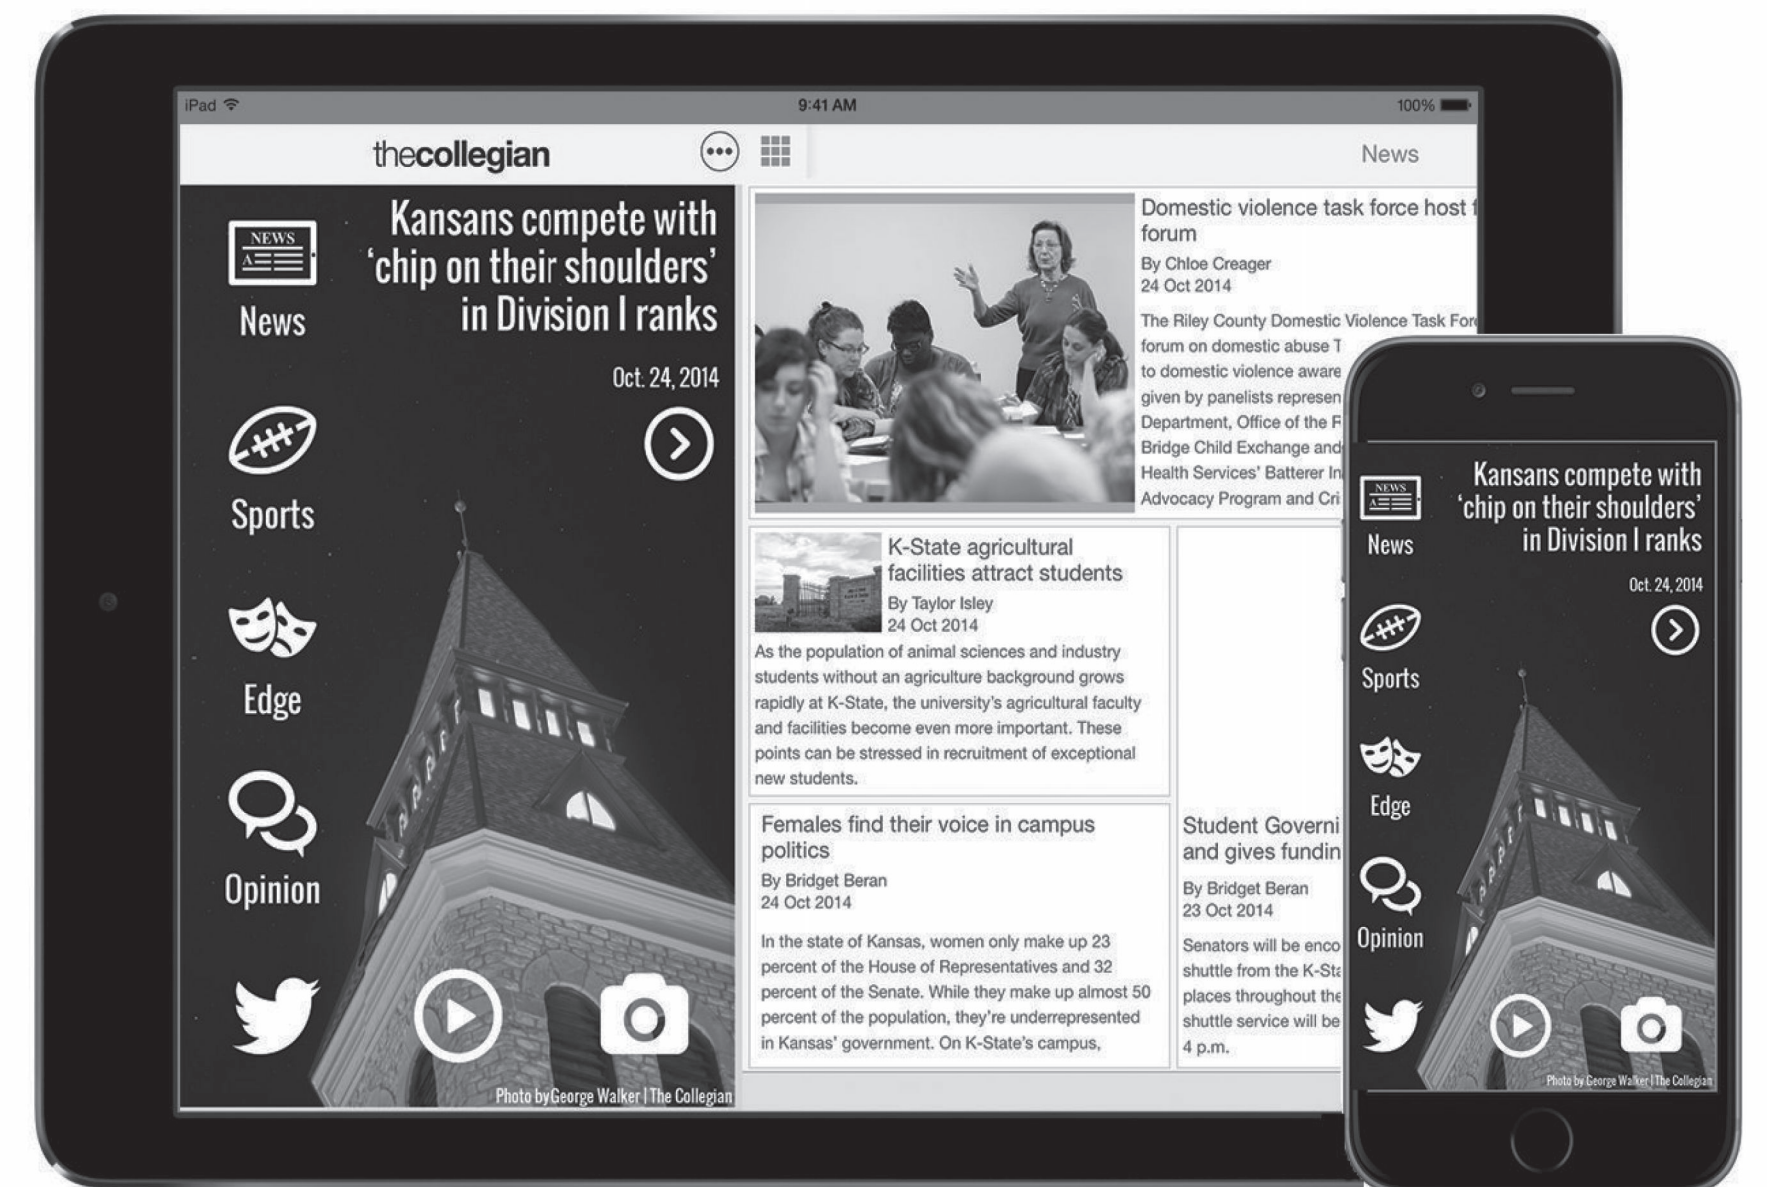 iPad
9:41 AM
100%
thecollegian
News
NEWS
A
News
Sports
Edge
Opinion
Kansans compete with
‘chip on their shoulders’
in Division I ranks
Oct. 24, 2014
Photo by George Walker | The Collegian
Domestic violence task force host f
forum
By Chloe Creager
24 Oct 2014
The Riley County Domestic Violence Task Forc
forum on domestic abuse T
to domestic violence aware
given by panelists represen
Department, Office of the R
Bridge Child Exchange and
Health Services’ Batterer In
Advocacy Program and Cri
K-State agricultural
facilities attract students
By Taylor Isley
24 Oct 2014
As the population of animal sciences and industry
students without an agriculture background grows
rapidly at K-State, the university’s agricultural faculty
and facilities become even more important. These
points can be stressed in recruitment of exceptional
new students.
Females find their voice in campus
politics
By Bridget Beran
24 Oct 2014
In the state of Kansas, women only make up 23
percent of the House of Representatives and 32
percent of the Senate. While they make up almost 50
percent of the population, they’re underrepresented
in Kansas’ government. On K-State’s campus,
Student Governi
and gives fundin
By Bridget Beran
23 Oct 2014
Senators will be enco
shuttle from the K-Sta
places throughout the
shuttle service will be
4 p.m.
NEWS
A
News
Sports
Edge
Opinion
Kansans compete with
‘chip on their shoulders’
in Division I ranks
Oct. 24, 2014
Photo by George Walker | The Collegian